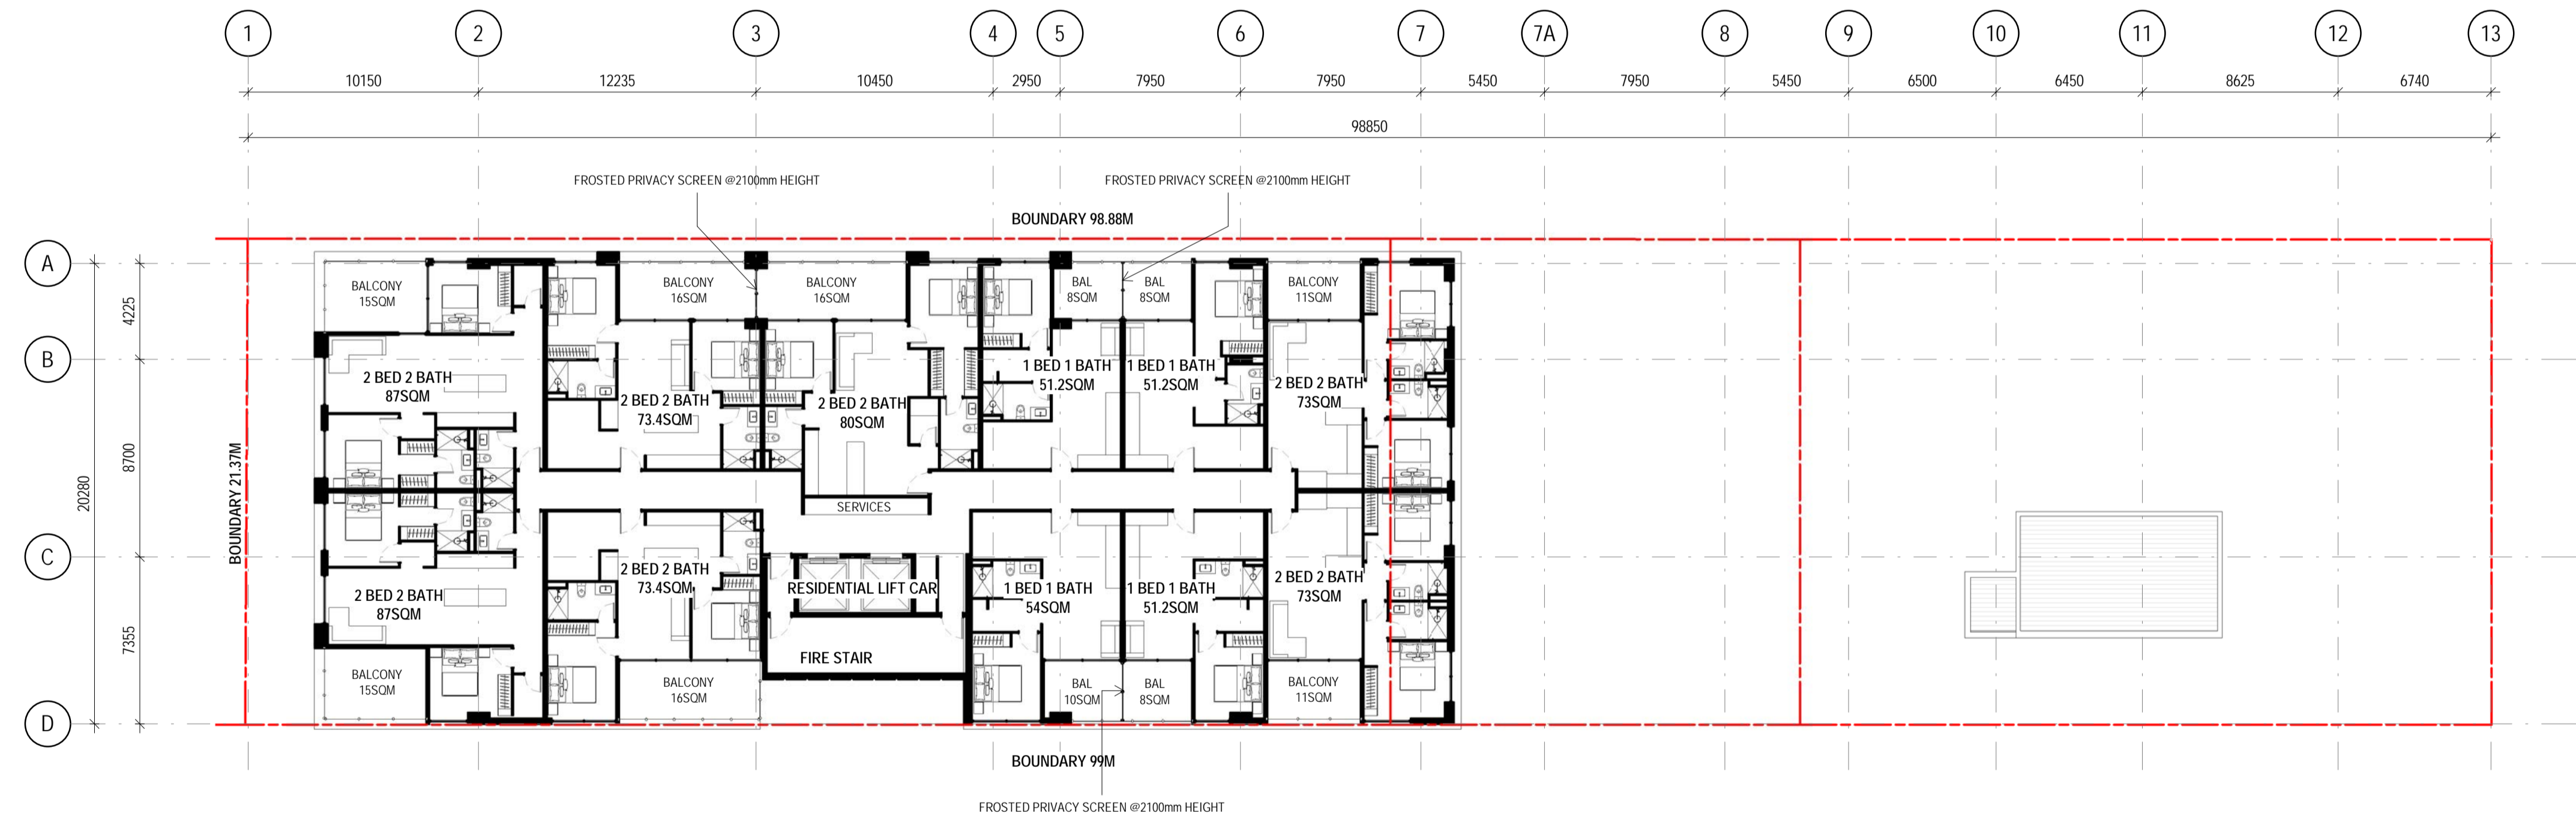 1 2 3 4 5 6 7 7A 8 9 10 11 12 13
10150 12235 10450 2950 7950 7950 5450 7950 5450 6500 6450 8625 6740
98850
FROSTED PRIVACY SCREEN @2100mm HEIGHT
FROSTED PRIVACY SCREEN @2100mm HEIGHT
BOUNDARY 98.88M
A
B
C
D
4225
8700
7355
20280
BOUNDARY 21.37M
BALCONY
15SQM
BALCONY
16SQM
BALCONY
16SQM
BAL
8SQM
BAL
8SQM
BALCONY
11SQM
2 BED 2 BATH
87SQM
2 BED 2 BATH
73.4SQM
2 BED 2 BATH
80SQM
1 BED 1 BATH
51.2SQM
1 BED 1 BATH
51.2SQM
2 BED 2 BATH
73SQM
SERVICES
2 BED 2 BATH
87SQM
2 BED 2 BATH
73.4SQM
RESIDENTIAL LIFT CAR
1 BED 1 BATH
54SQM
1 BED 1 BATH
51.2SQM
2 BED 2 BATH
73SQM
FIRE STAIR
BALCONY
15SQM
BALCONY
16SQM
BAL
10SQM
BAL
8SQM
BALCONY
11SQM
BOUNDARY 99M
FROSTED PRIVACY SCREEN @2100mm HEIGHT